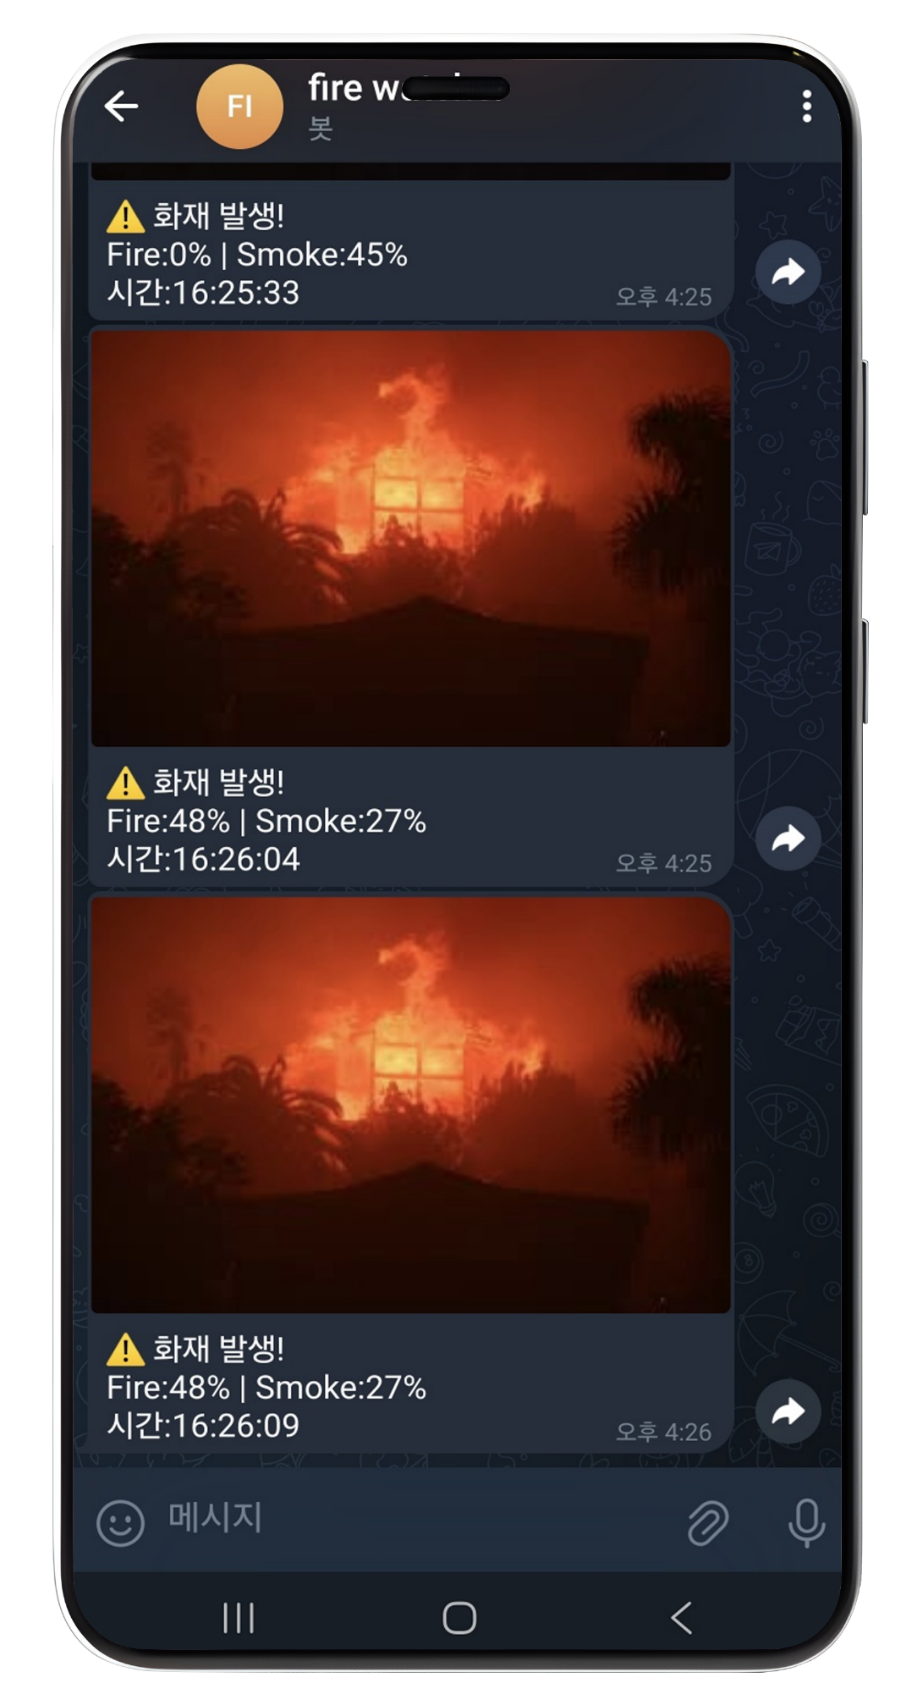 FI
fire
봇
⚠️ 화재 발생!
Fire:0% | Smoke:45%
시간:16:25:33
오후 4:25
⚠️ 화재 발생!
Fire:48% | Smoke:27%
시간:16:26:04
오후 4:25
⚠️ 화재 발생!
Fire:48% | Smoke:27%
시간:16:26:09
오후 4:26
메시지